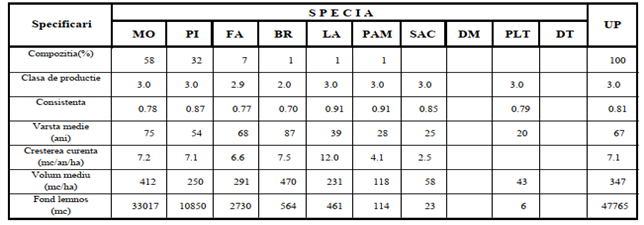 Specificari S P E C I A UP
MO PI FA BR LA PAM SAC DM PLT DT
Compozitia(%) 58 32 7 1 1 1 100
Clasa de productie 3.0 3.0 2.9 2.0 3.0 3.0 3.0 3.0 3.0
Consistenta 0.78 0.87 0.77 0.70 0.91 0.91 0.85 0.79 0.81
Varsta medie
(ani) 75 54 68 87 39 28 25 20 67
Cresterea curenta
(mc/an/ha) 7.2 7.1 6.6 7.5 12.0 4.1 2.5 7.1
Volum mediu
(mc/ha) 412 250 291 470 231 118 58 43 347
Fond lemnos
(mc) 33017 10850 2730 564 461 114 23 6 47765